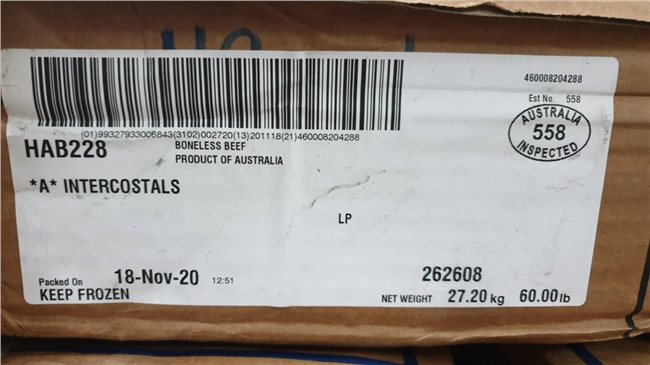 460008204288
Est No. 558
AUSTRALIA
558
INSPECTED
(01)99327933006843(3102)002720(13)201118(21)460008204288
HAB228
BONELESS BEEF
PRODUCT OF AUSTRALIA
*A* INTERCOSTALS
LP
Packed On 18-Nov-20 12:51
262608
KEEP FROZEN
NET WEIGHT 27.20 kg 60.00lb